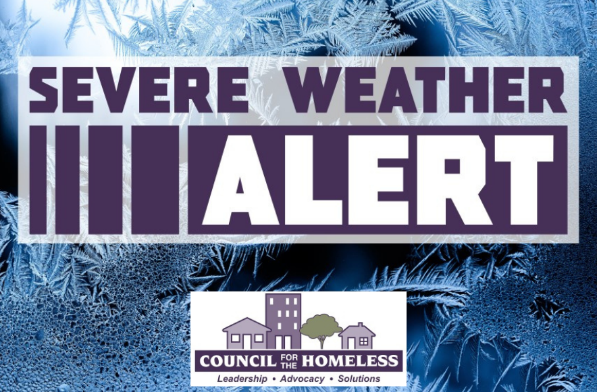 SEVERE WEATHER
ALERT
COUNCIL FOR THE HOMELESS
Leadership • Advocacy • Solutions